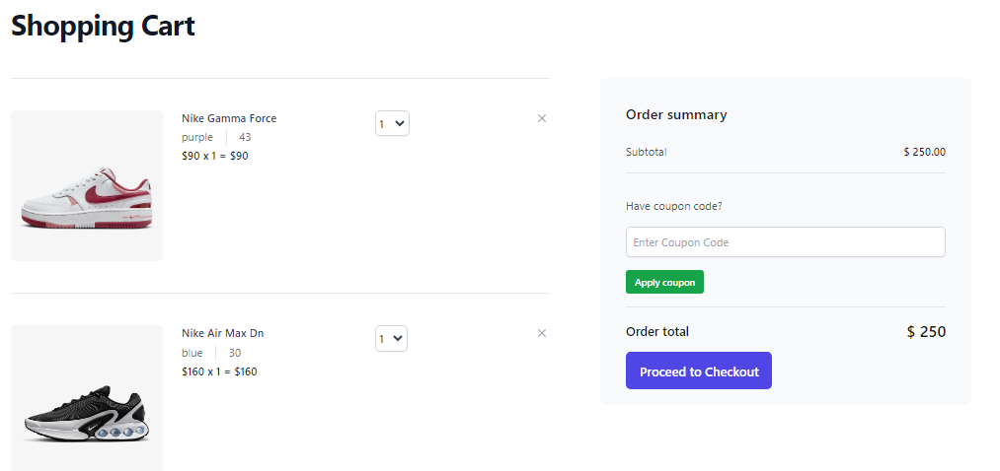 Shopping Cart
Nike Gamma Force
purple 43
$90 x 1 = $90
1
Nike Air Max Dn
blue 30
$160 x 1 = $160
1
Order summary
Subtotal $ 250.00
Have coupon code?
Enter Coupon Code
Apply coupon
Order total $ 250
Proceed to Checkout